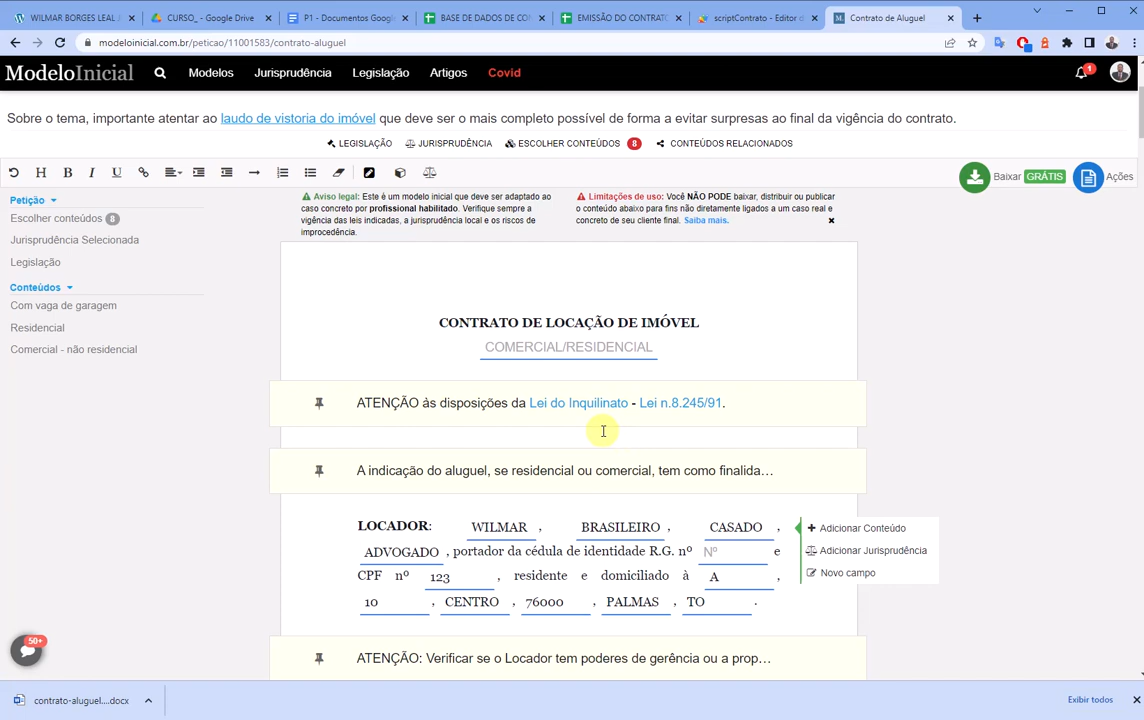 WILMAR BORGES LEAL
CURSO_ - Google Drive
P1 - Documentos Googl
BASE DE DADOS DE CON
EMISSÃO DO CONTRATO
scriptContrato - Editor d
Contrato de Aluguel
modeloinicial.com.br/peticao/11001583/contrato-aluguel
ModeloInicial
Modelos
Jurisprudência
Legislação
Artigos
Covid
1
Sobre o tema, importante atentar ao laudo de vistoria do imóvel que deve ser o mais completo possível de forma a evitar surpresas ao final da vigência do contrato.
LEGISLAÇÃO
JURISPRUDÊNCIA
ESCOLHER CONTEÚDOS 8
CONTEÚDOS RELACIONADOS
H B I U
Baixar GRÁTIS
Ações
Petição
Escolher conteúdos 8
Jurisprudência Selecionada
Legislação
Conteúdos
Com vaga de garagem
Residencial
Comercial - não residencial
Aviso legal: Este é um modelo inicial que deve ser adaptado ao
caso concreto por profissional habilitado. Verifique sempre a
vigência das leis indicadas, a jurisprudência local e os riscos de
improcedência.
Limitações de uso: Você NÃO PODE baixar, distribuir ou publicar
o conteúdo abaixo para fins não diretamente ligados a um caso real e
concreto de seu cliente final. Saiba mais.
CONTRATO DE LOCAÇÃO DE IMÓVEL
COMERCIAL/RESIDENCIAL
ATENÇÃO às disposições da Lei do Inquilinato - Lei n.8.245/91.
A indicação do aluguel, se residencial ou comercial, tem como finalida…
LOCADOR: WILMAR , BRASILEIRO , CASADO ,
ADVOGADO , portador da cédula de identidade R.G. nº Nº e
CPF nº 123 , residente e domiciliado à A ,
10 , CENTRO , 76000 , PALMAS , TO .
Adicionar Conteúdo
Adicionar Jurisprudência
Novo campo
ATENÇÃO: Verificar se o Locador tem poderes de gerência ou a prop…
50+
contrato-aluguel....docx
Exibir todos